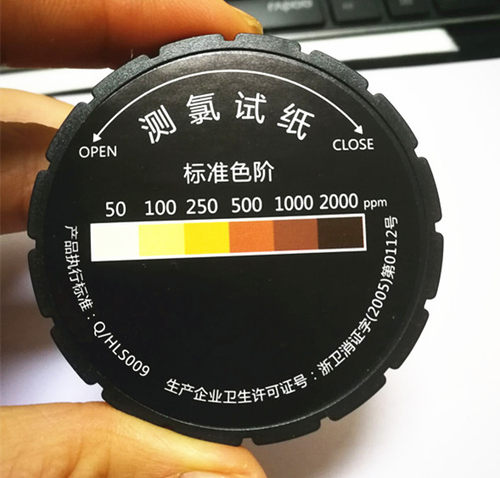 测氯试纸
OPEN
CLOSE
标准色阶
50 100 250 500 1000 2000 ppm
产品执行标准：Q/HLS009
生产企业卫生许可证号：浙卫消证字(2005)第0112号